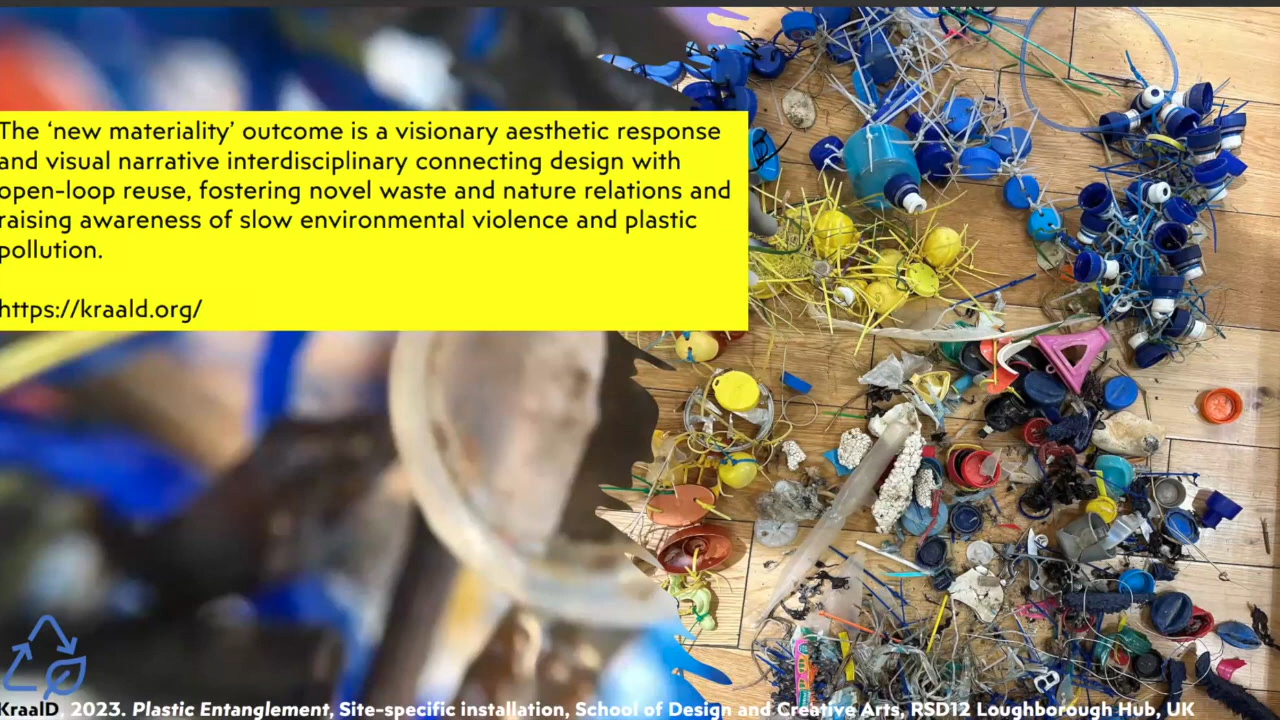 The ‘new materiality’ outcome is a visionary aesthetic response
and visual narrative interdisciplinary connecting design with
open-loop reuse, fostering novel waste and nature relations and
raising awareness of slow environmental violence and plastic
pollution.
https://kraald.org/
KraalD, 2023. Plastic Entanglement, Site-specific installation, School of Design and Creative Arts, RSD12 Loughborough Hub, UK